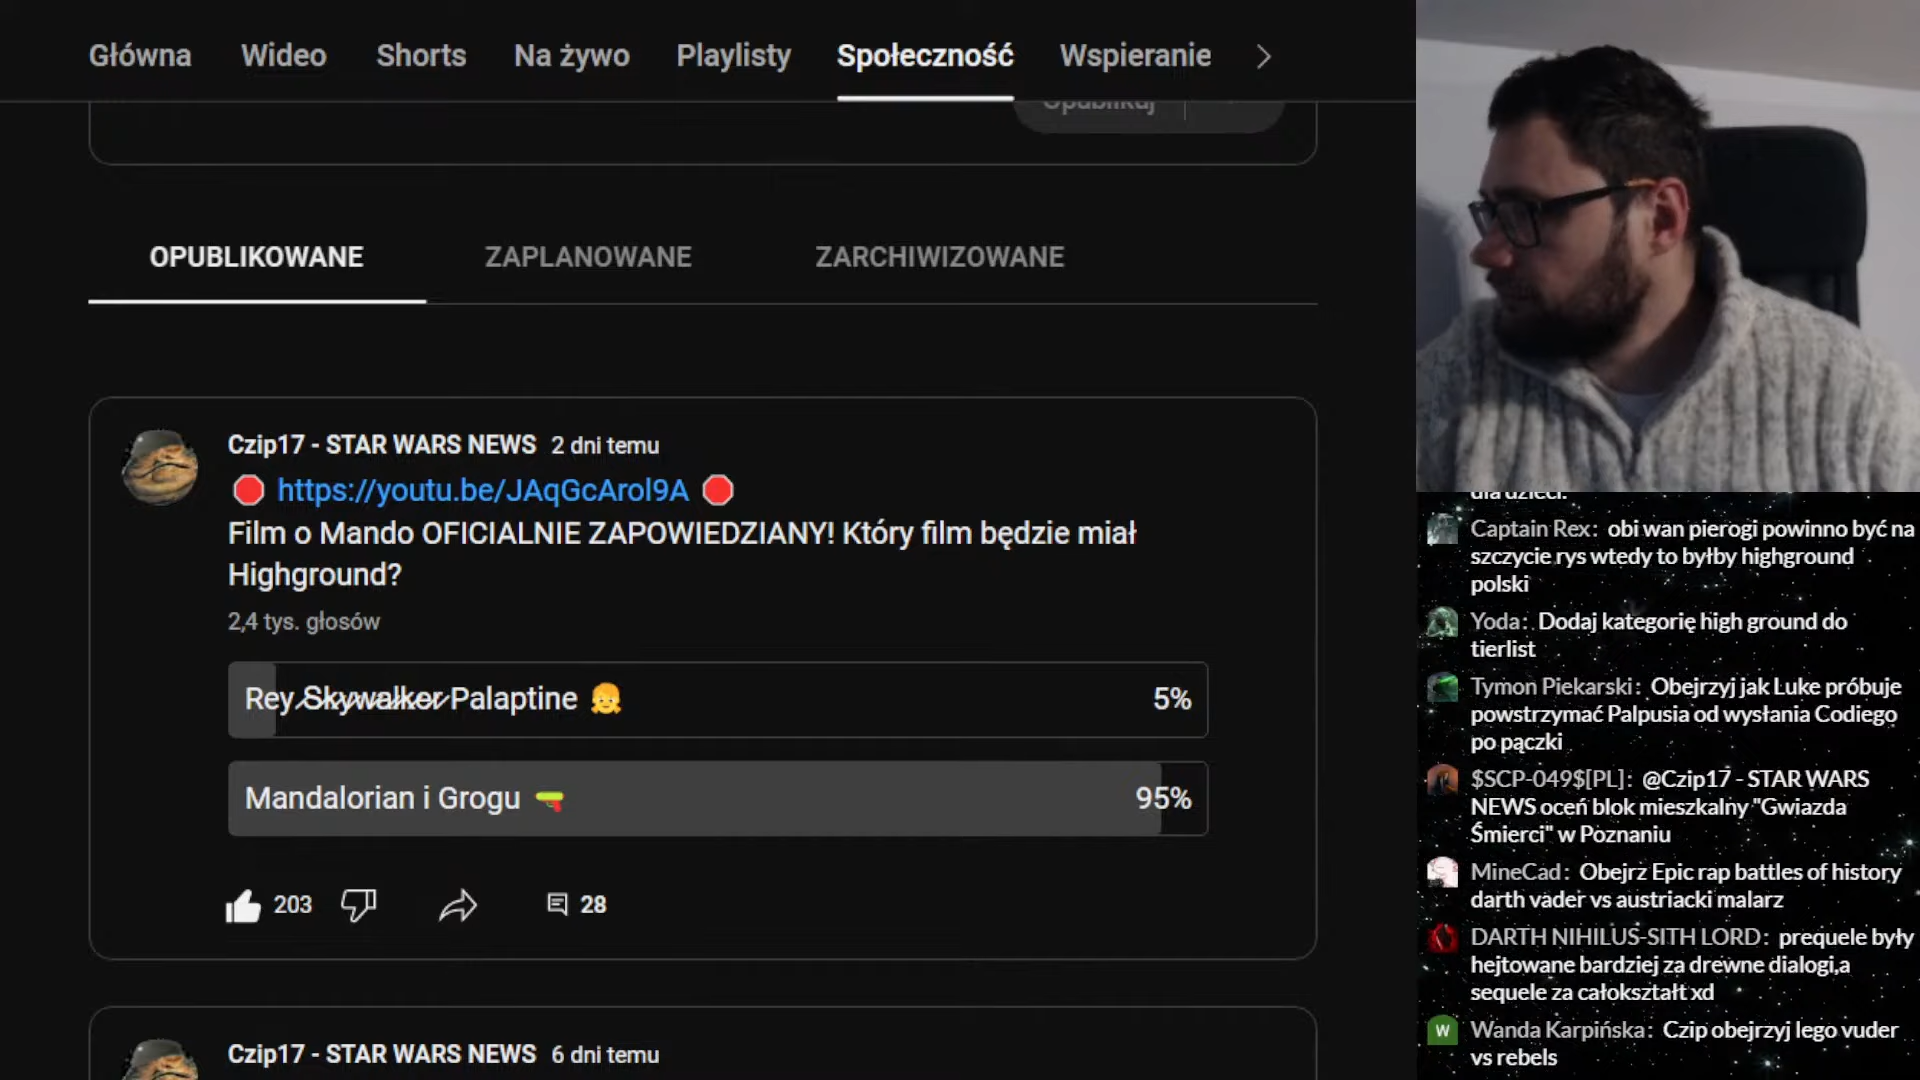 Główna Wideo Shorts Na żywo Playlisty Społeczność Wspieranie
Opublikuj
OPUBLIKOWANE ZAPLANOWANE ZARCHIWIZOWANE
Czip17 - STAR WARS NEWS 2 dni temu
https://youtu.be/JAqGcArol9A
Film o Mando OFICJALNIE ZAPOWIEDZIANY! Który film będzie miał
Highground?
2,4 tys. głosów
Rey Skywalker Palaptine 5%
Mandalorian i Grogu 95%
203 28
Czip17 - STAR WARS NEWS 6 dni temu
dla dzieci.
Captain Rex: obi wan pierogi powinno być na
szczycie rys wtedy to byłby highground
polski
Yoda: Dodaj kategorię high ground do
tierlist
Tymon Piekarski: Obejrzyj jak Luke próbuje
powstrzymać Palpusia od wysłania Codiego
po pączki
$SCP-049$[PL]: @Czip17 - STAR WARS
NEWS oceń blok mieszkalny "Gwiazda
Śmierci" w Poznaniu
MineCad: Obejrz Epic rap battles of history
darth vader vs austriacki malarz
DARTH NIHILUS-SITH LORD: prequele były
hejtowane bardziej za drewne dialogi,a
sequele za całokształt xd
W Wanda Karpińska: Czip obejrzyj lego vuder
vs rebels